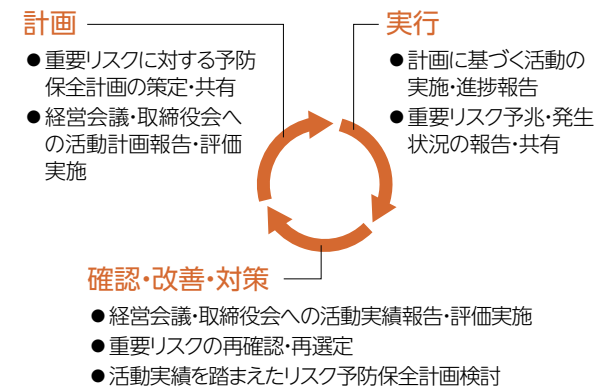 計画
●重要リスクに対する予防
保全計画の策定・共有
●経営会議・取締役会へ
の活動計画報告・評価
実施
実行
●計画に基づく活動の
実施・進捗報告
●重要リスク予兆・発生
状況の報告・共有
確認・改善・対策
●経営会議・取締役会への活動実績報告・評価実施
●重要リスクの再確認・再選定
●活動実績を踏まえたリスク予防保全計画検討